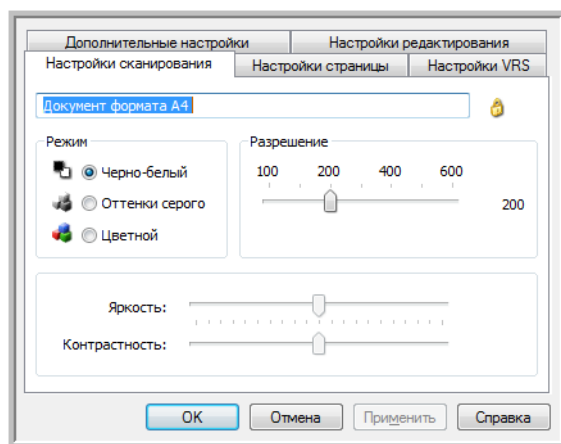 Дополнительные настройки Настройки редактирования
Настройки сканирования Настройки страницы Настройки VRS
Документ формата A4
Режим Разрешение
Черно-белый 100 200 400 600
Оттенки серого 200
Цветной
Яркость:
Контрастность:
OK Отмена Применить Справка